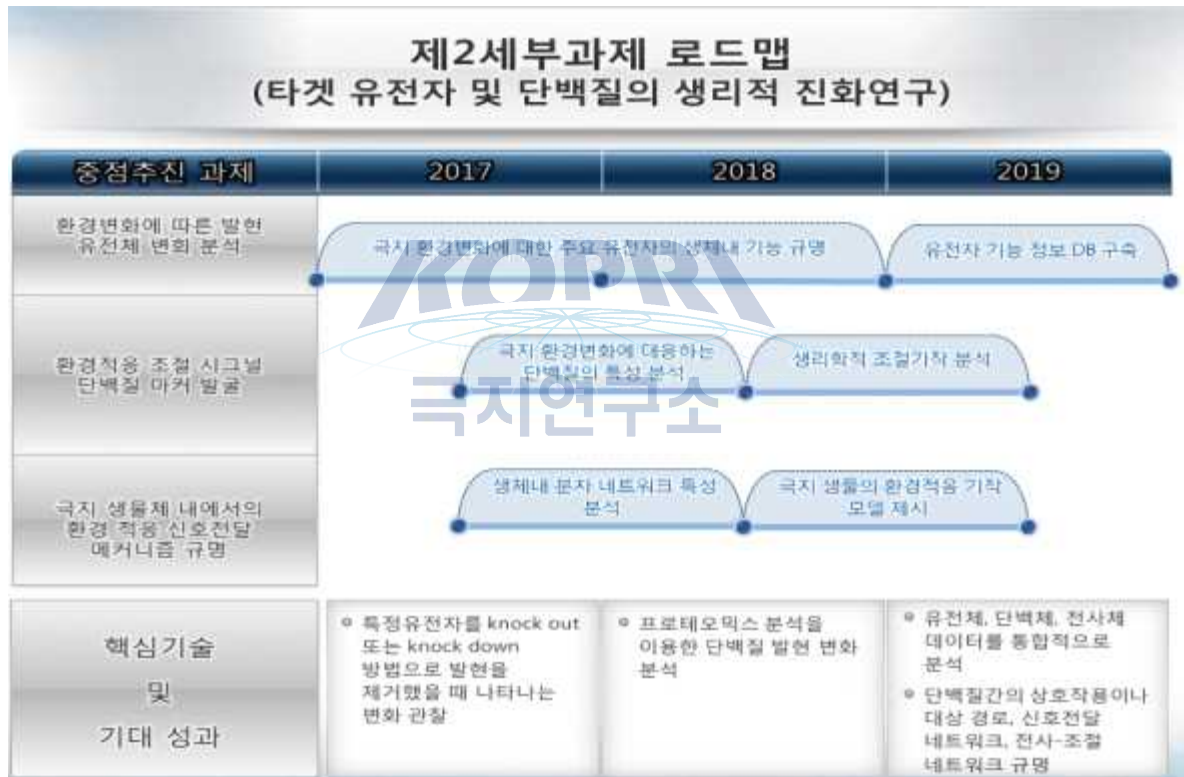 제2세부과제 로드맵
(타겟 유전자 및 단백질의 생리적 진화연구)
중점추진 과제 2017 2018 2019
환경변화에 따른 발현
유전체 변화 분석
극지 환경변화에 대한 주요 유전자의 생체내 기능 규명
유전자 기능 정보 DB 구축
KOPRI
극지연구소
환경적응 조절 시그널
단백질 마커 발굴
극지 환경변화에 대응하는
단백질의 특성 분석
생리학적 조절기작 분석
극지 생물체 내에서의
환경 적응 신호전달
메커니즘 규명
생체내 분자 네트워크 특성
분석
극지 생물의 환경적응 기작
모델 제시
핵심기술
및
기대 성과
특정유전자를 knock out
또는 knock down
방법으로 발현을
제거했을 때 나타나는
변화 관찰
프로테오믹스 분석을
이용한 단백질 발현 변화
분석
유전체, 단백체, 전사체
데이터를 통합적으로
분석
단백질간의 상호작용이나
대상 경로, 신호전달
네트워크, 전사-조절
네트워크 규명